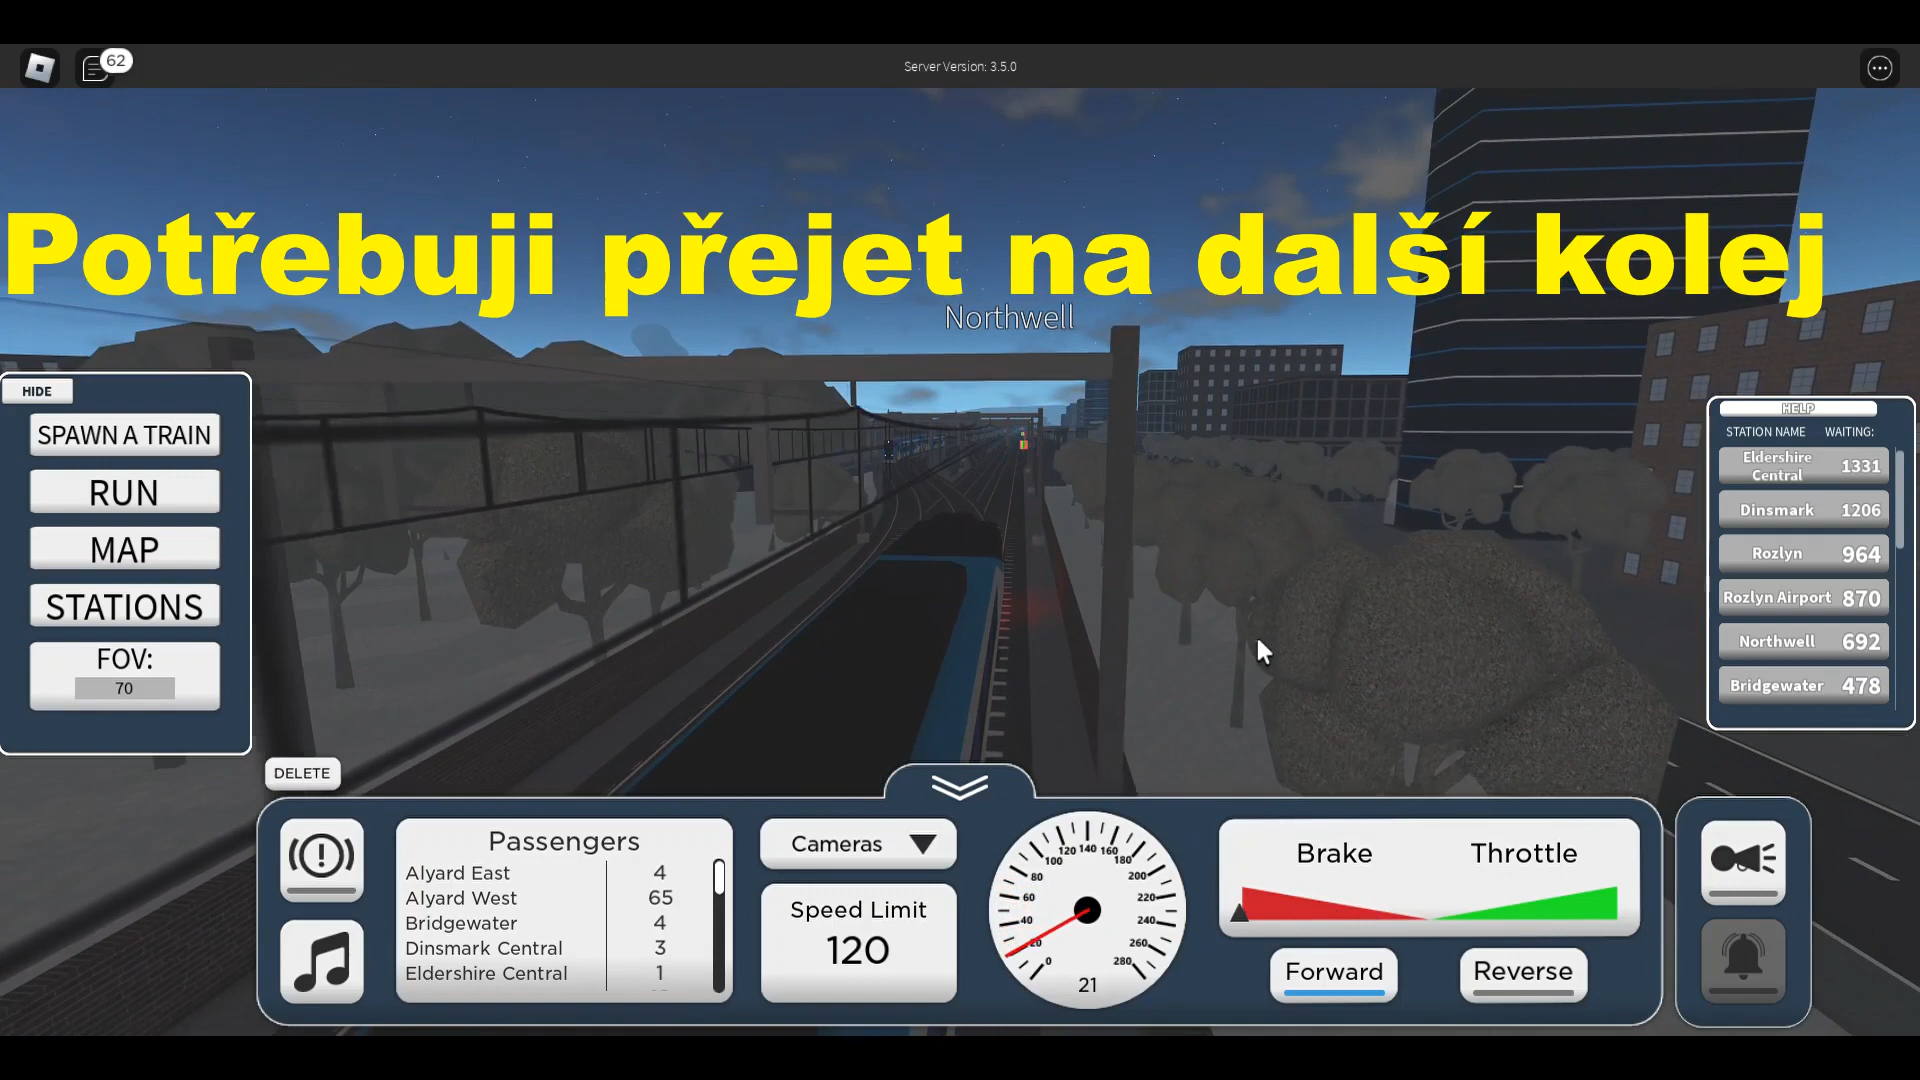 62
Server Version: 3.5.0
Potřebuji přejet na další kolej
Northwell
HIDE
SPAWN A TRAIN
RUN
MAP
STATIONS
FOV:
70
HELP
STATION NAME WAITING:
Eldershire Central 1331
Dinsmark 1206
Rozlyn 964
Rozlyn Airport 870
Northwell 692
Bridgewater 478
DELETE
Passengers
Alyard East 4
Alyard West 65
Bridgewater 4
Dinsmark Central 3
Eldershire Central 1
Cameras
Speed Limit
120
0 20 40 60 80 100 120 140 160 180 200 220 240 260 280
21
Brake Throttle
Forward Reverse